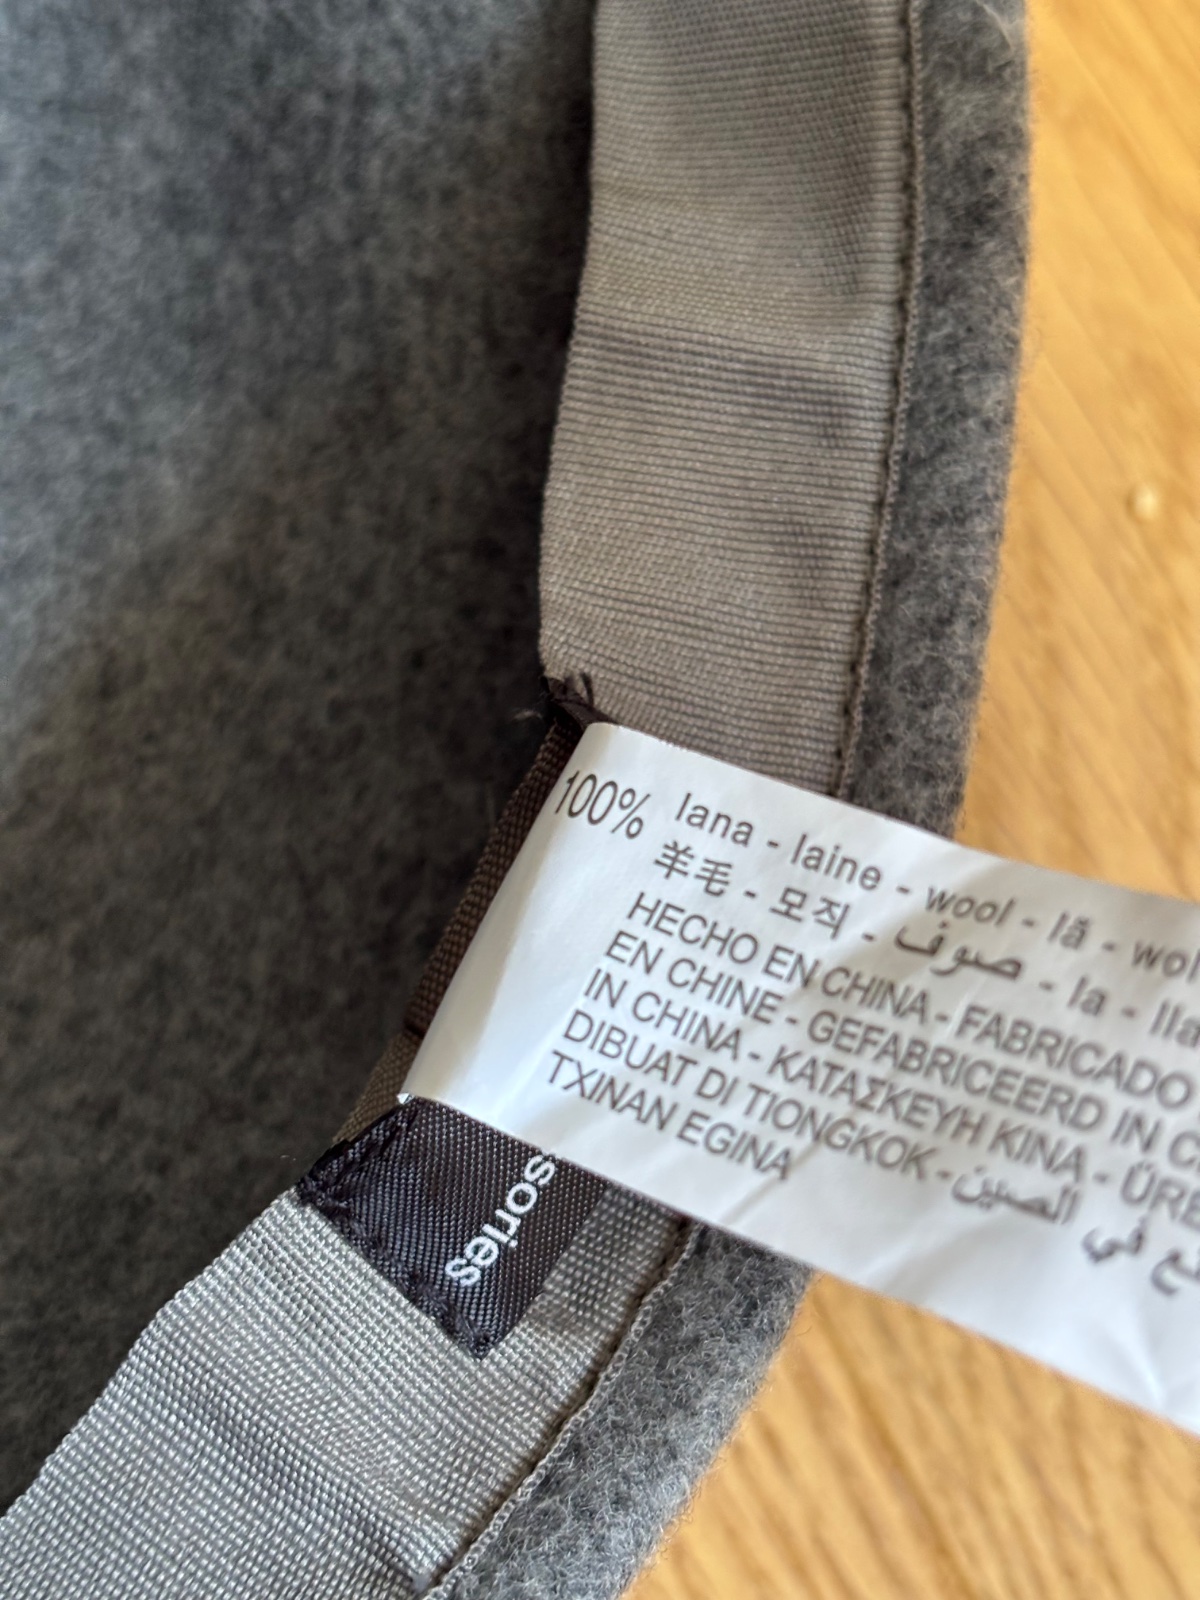 100% lana - laine - wool - lã - wol
羊毛 - 모직 - صوف - la - lla
HECHO EN CHINA - FABRICADO
EN CHINE - GEFABRICEERD IN C
IN CHINA - ΚΑΤΑΣΚΕΥΗ ΚΙΝΑ - ÜRE
DIBUAT DI TIONGKOK - الصين في
TXINAN EGINA
sories